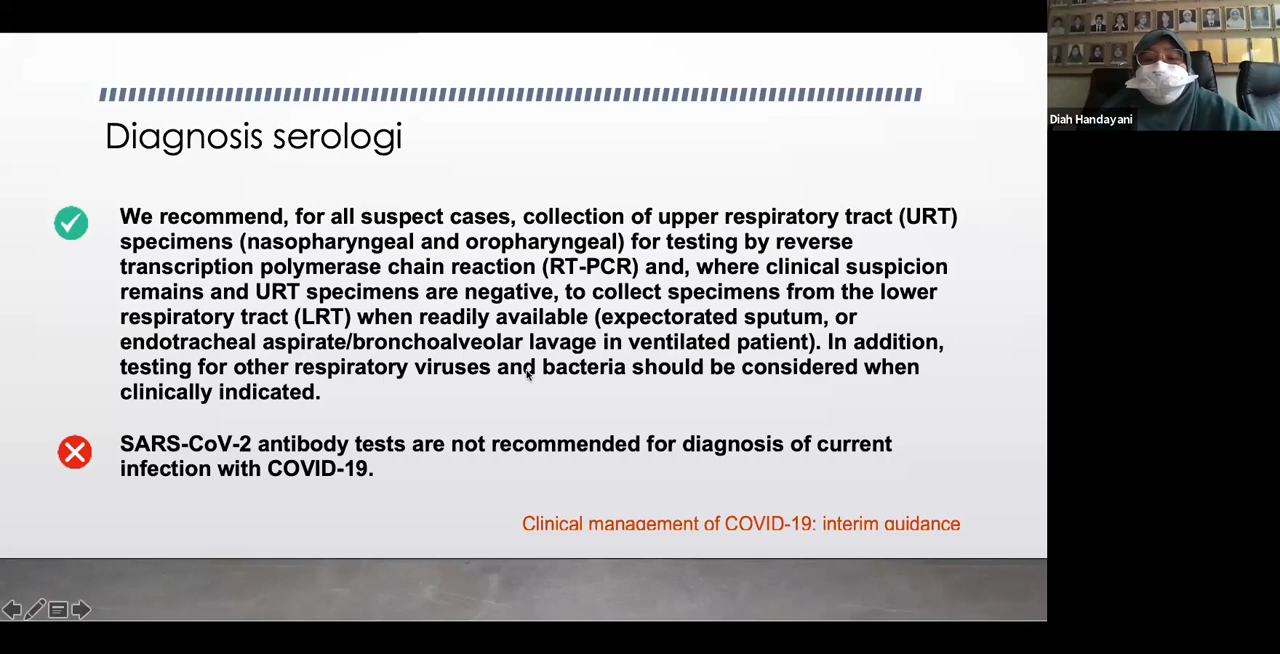 Diagnosis serologi
We recommend, for all suspect cases, collection of upper respiratory tract (URT)
specimens (nasopharyngeal and oropharyngeal) for testing by reverse
transcription polymerase chain reaction (RT-PCR) and, where clinical suspicion
remains and URT specimens are negative, to collect specimens from the lower
respiratory tract (LRT) when readily available (expectorated sputum, or
endotracheal aspirate/bronchoalveolar lavage in ventilated patient). In addition,
testing for other respiratory viruses and bacteria should be considered when
clinically indicated.
SARS-CoV-2 antibody tests are not recommended for diagnosis of current
infection with COVID-19.
Clinical management of COVID-19: interim guidance
Diah Handayani